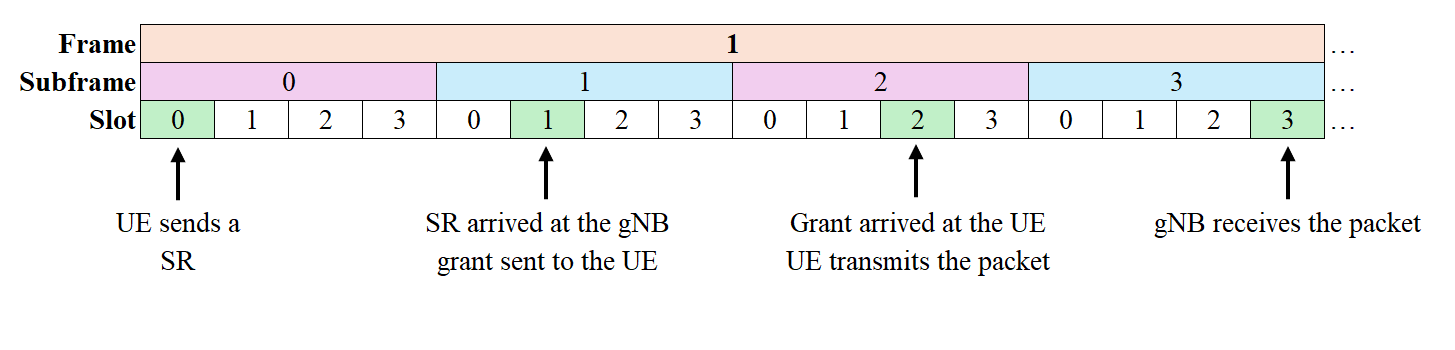 Frame 1 …
Subframe 0 1 2 3 …
Slot 0 1 2 3 0 1 2 3 0 1 2 3 0 1 2 3 …
UE sends a SR arrived at the gNB Grant arrived at the UE gNB receives the packet
SR grant sent to the UE UE transmits the packet